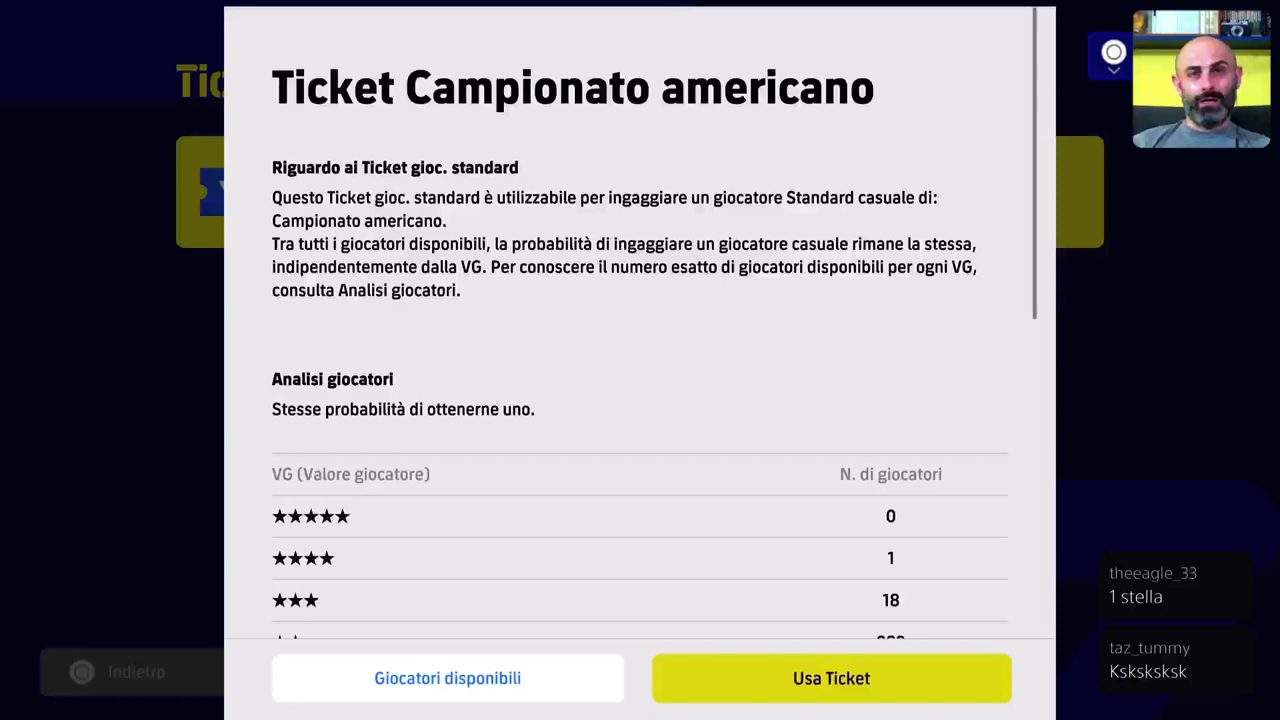 Tic
Ticket Campionato americano
Riguardo ai Ticket gioc. standard
Questo Ticket gioc. standard è utilizzabile per ingaggiare un giocatore Standard casuale di:
Campionato americano.
Tra tutti i giocatori disponibili, la probabilità di ingaggiare un giocatore casuale rimane la stessa,
indipendentemente dalla VG. Per conoscere il numero esatto di giocatori disponibili per ogni VG,
consulta Analisi giocatori.
Analisi giocatori
Stesse probabilità di ottenerne uno.
VG (Valore giocatore) N. di giocatori
★★★★★ 0
★★★★ 1
★★★ 18
theeagle_33
1 stella
taz_tummy
Ksksksksk
Indietro
Giocatori disponibili
Usa Ticket